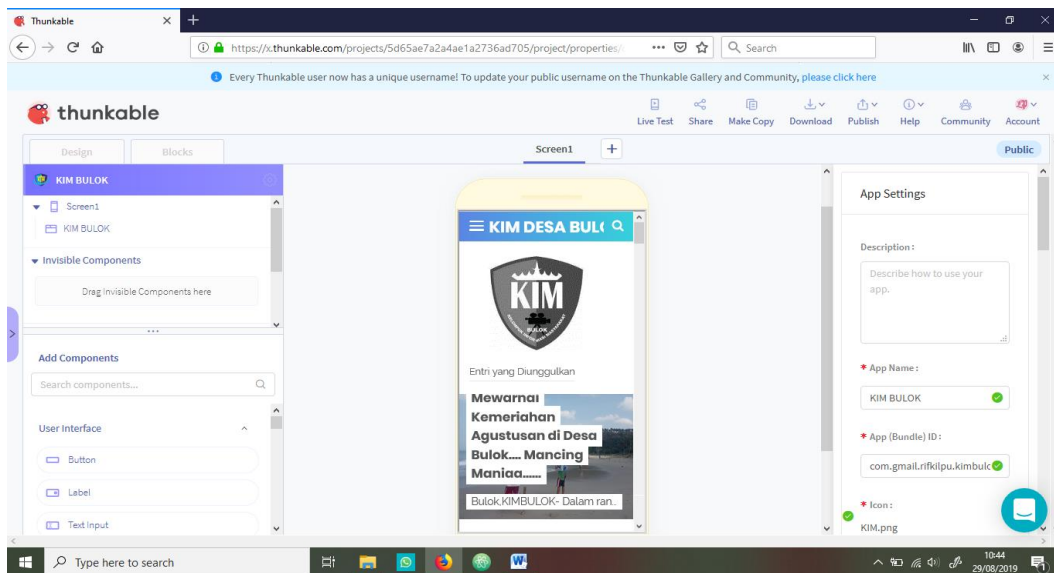 Thunkable
https://x.thunkable.com/projects/5d65ae7a2a4ae1a2736ad705/project/properties/
Search
Every Thunkable user now has a unique username! To update your public username on the Thunkable Gallery and Community, please click here
thunkable
Live Test Share Make Copy Download Publish Help Community Account
Design Blocks Screen1 + Public
KIM BULOK
Screen1
KIM BULOK
Invisible Components
Drag Invisible Components here
Add Components
Search components...
User Interface
Button
Label
Text Input
KIM DESA BUL
KIM
BULOK
Entri yang Diunggulkan
Mewarnai
Kemeriahan
Agustusan di Desa
Bulok.... Mancing
Maniaa......
Bulok.KIMBULOK- Dalam ran..
App Settings
Description :
Describe how to use your
app.
* App Name :
KIM BULOK
* App (Bundle) ID :
com.gmail.rifkilpu.kimbulc
* Icon :
KIM.png
Type here to search
10:44
29/08/2019